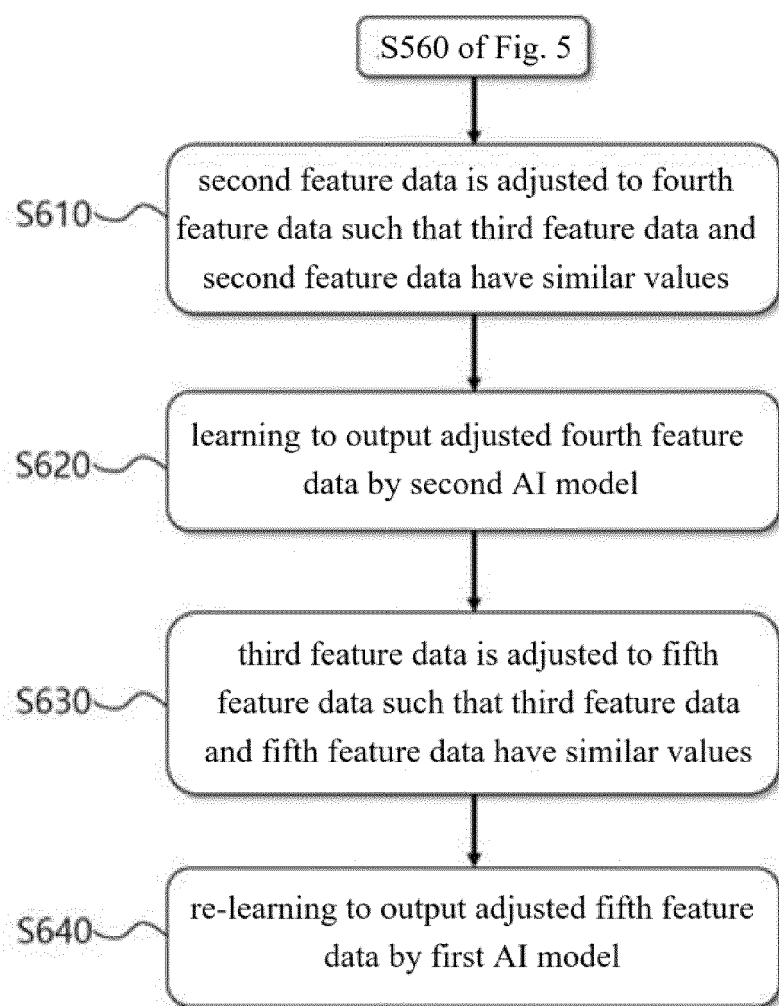 S560 of Fig. 5
S610
second feature data is adjusted to fourth
feature data such that third feature data and
second feature data have similar values
S620
learning to output adjusted fourth feature
data by second AI model
S630
third feature data is adjusted to fifth
feature data such that third feature data
and fifth feature data have similar values
S640
re-learning to output adjusted fifth feature
data by first AI model